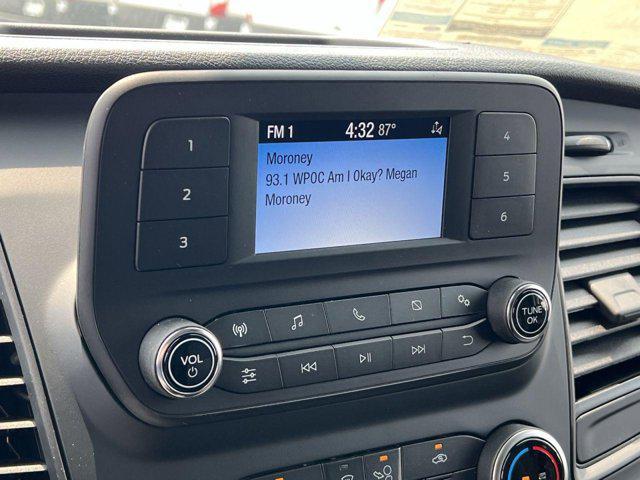 FM 1 4:32 87°
Moroney
93.1 WPOC Am I Okay? Megan
Moroney
1
2
3
4
5
6
VOL
TUNE
OK